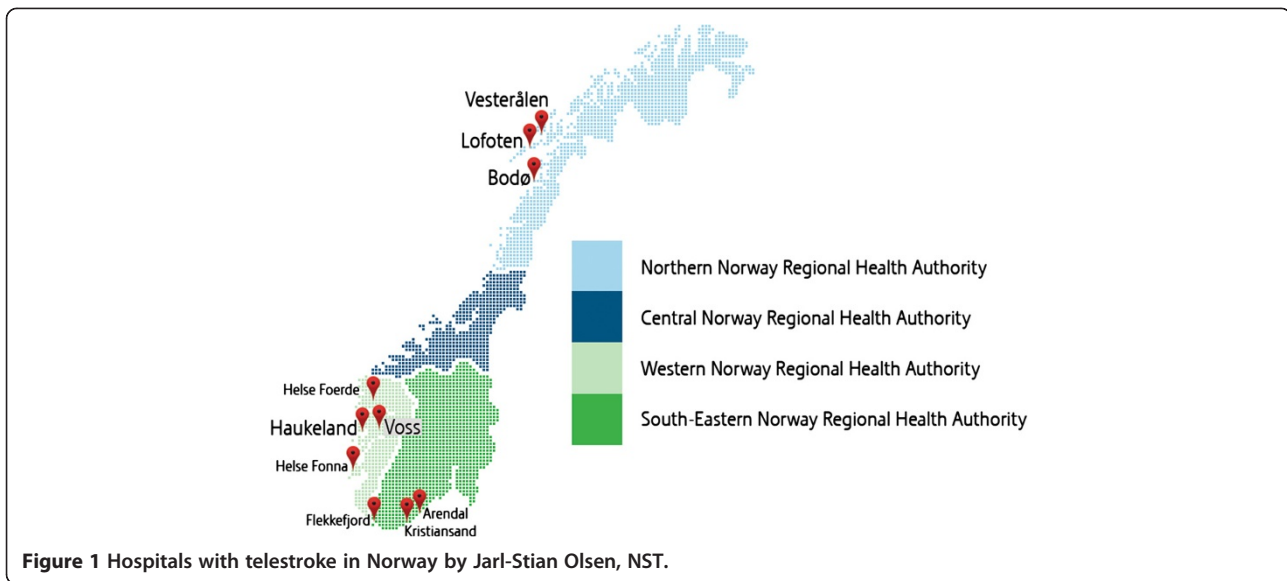 Vesterålen
Lofoten
Bodø
Northern Norway Regional Health Authority
Central Norway Regional Health Authority
Western Norway Regional Health Authority
South-Eastern Norway Regional Health Authority
Helse Foerde
Haukeland
Voss
Helse Fonna
Flekkefjord
Arendal
Kristiansand
Figure 1 Hospitals with telestroke in Norway by Jarl-Stian Olsen, NST.